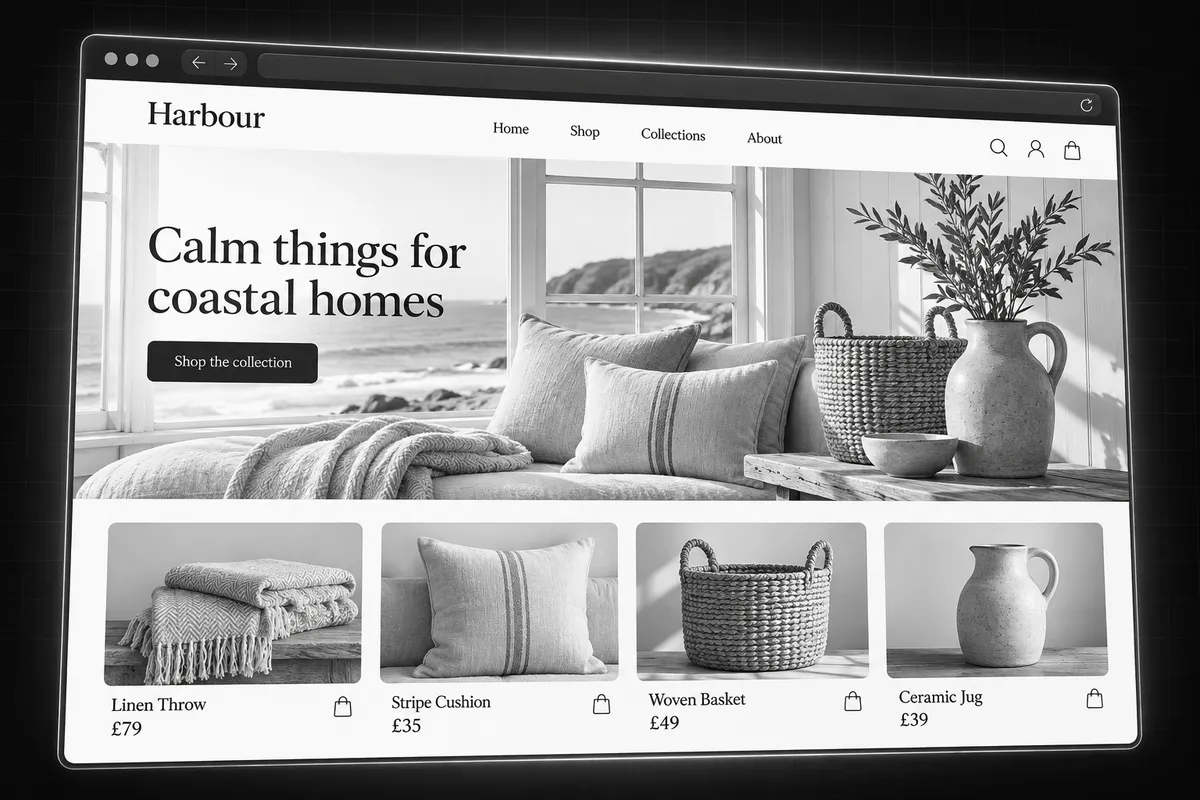 Harbour
Home
Shop
Collections
About
Calm things for
coastal homes
Shop the collection
Linen Throw
£79
Stripe Cushion
£35
Woven Basket
£49
Ceramic Jug
£39